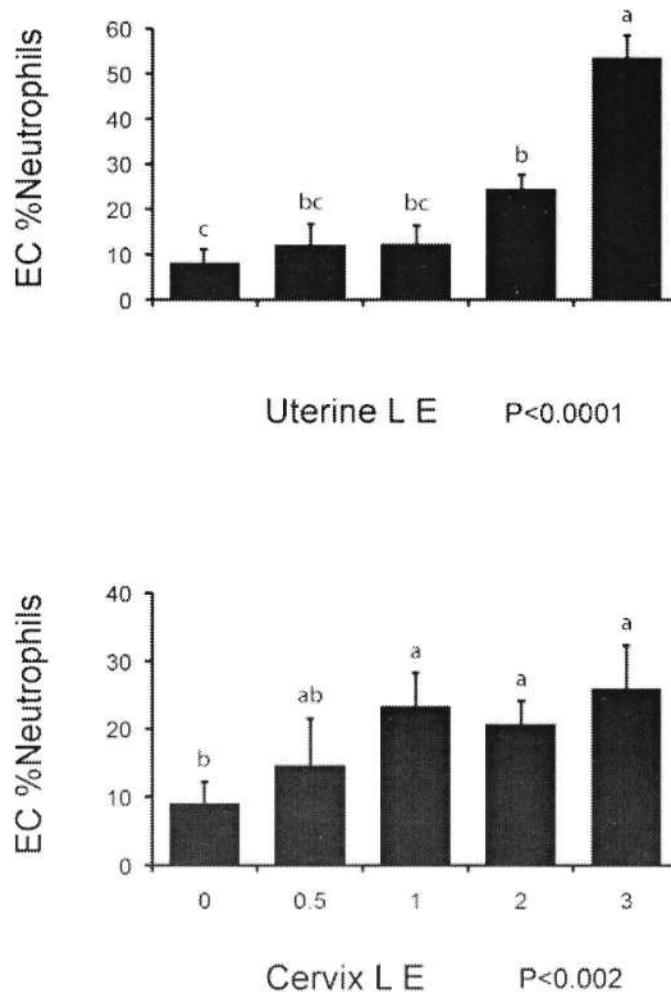 a
60
50
40
b
30
bc
bc
20
c
10
0
EC %Neutrophils
Uterine L E P<0.0001
40
a
a
a
30
ab
20
b
10
0
EC %Neutrophils
0 0.5 1 2 3
Cervix L E P<0.002